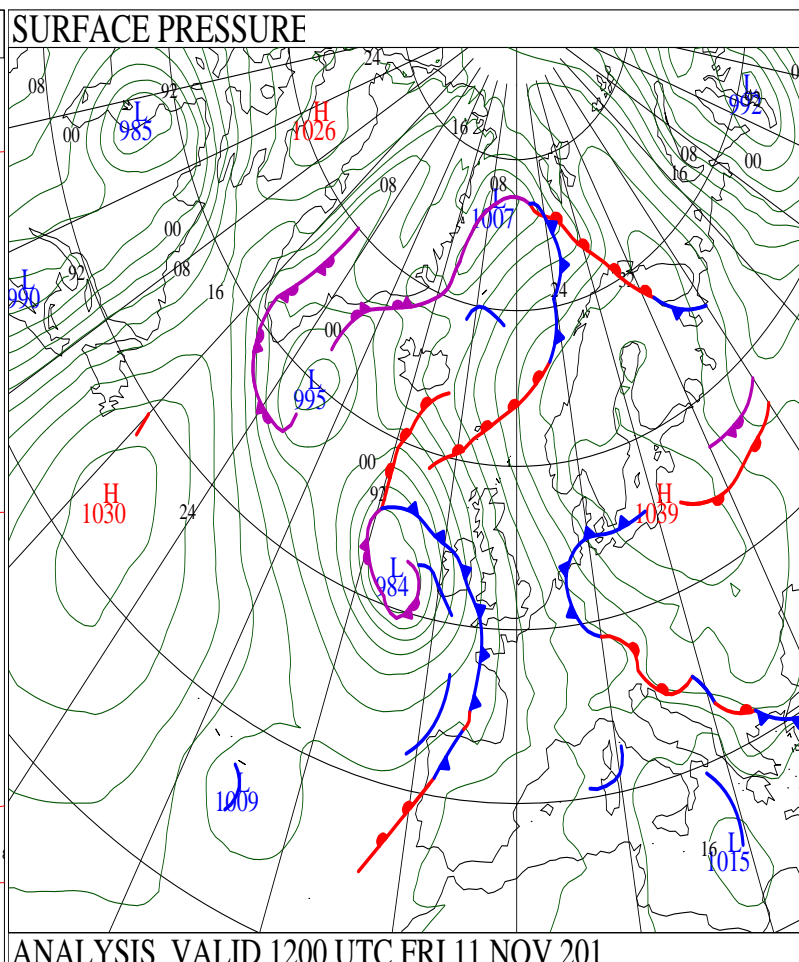 SURFACE PRESSURE
24
08
92
L
985
00
H
1026
16
L
992
08
16
00
08
08
L
1007
00
08
92
L
990
16
24
00
L
995
00
92
H
1030
24
H
1039
L
984
L
1009
16
L
1015
ANALYSIS VALID 1200 UTC FRI 11 NOV 201